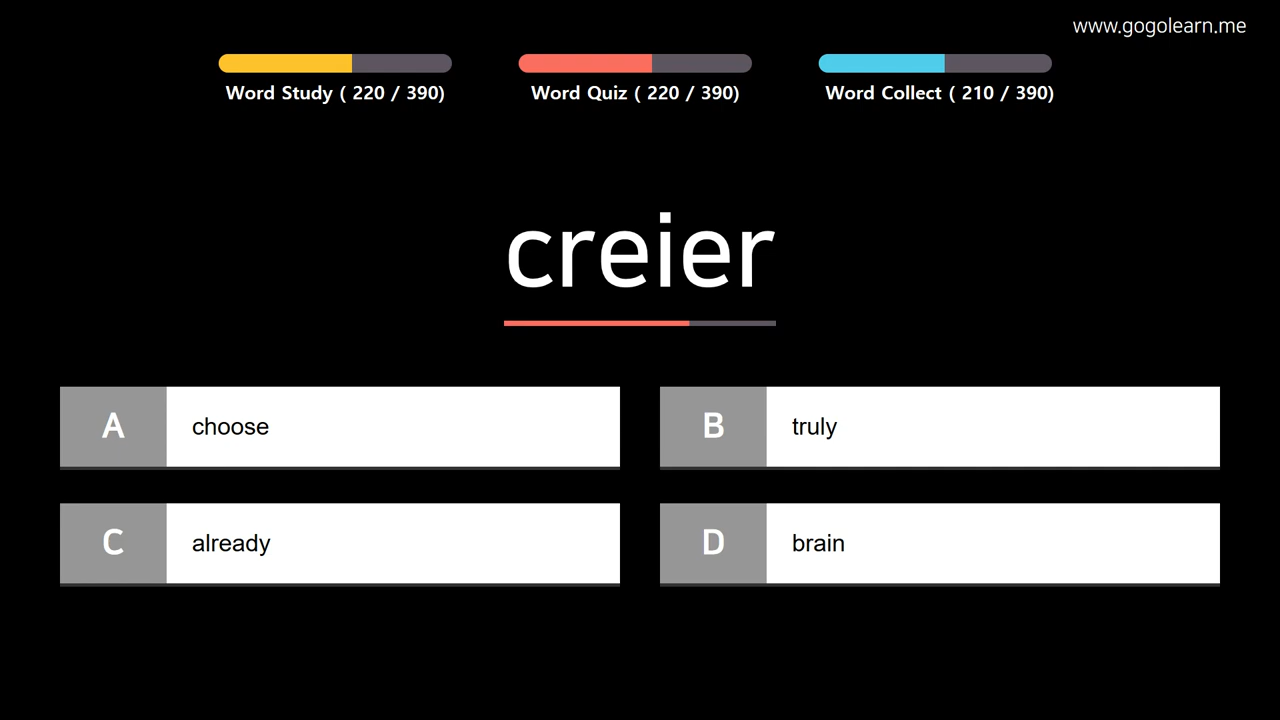 www.gogolearn.me
Word Study ( 220 / 390)
Word Quiz ( 220 / 390)
Word Collect ( 210 / 390)
creier
A choose
B truly
C already
D brain